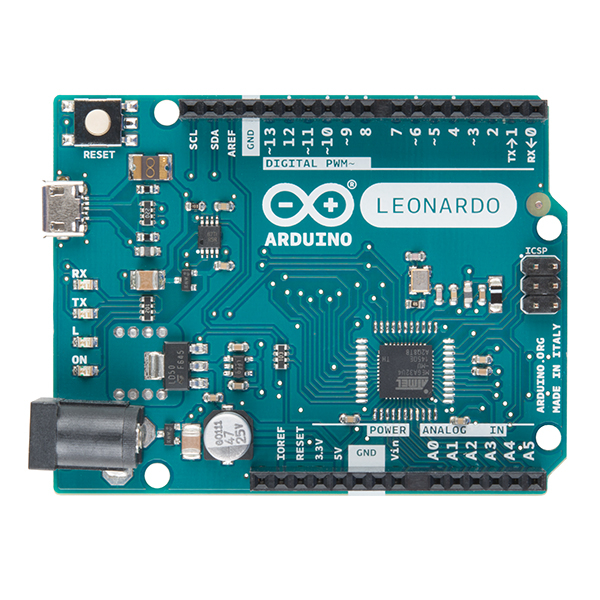 RESET
SCL
SDA
AREF
GND
~13
12
~11
~10
~9
8
7
~6
~5
4
~3
2
TX→1
RX←0
DIGITAL PWM~
®
LEONARDO
ARDUINO
ICSP
RX
TX
L
ON
ARDUINO.ORG
MADE IN ITALY
ATMEL
MEGA32U4
47
25V
POWER
ANALOG IN
IOREF
RESET
3.3V
5V
GND
Vin
A0
A1
A2
A3
A4
A5